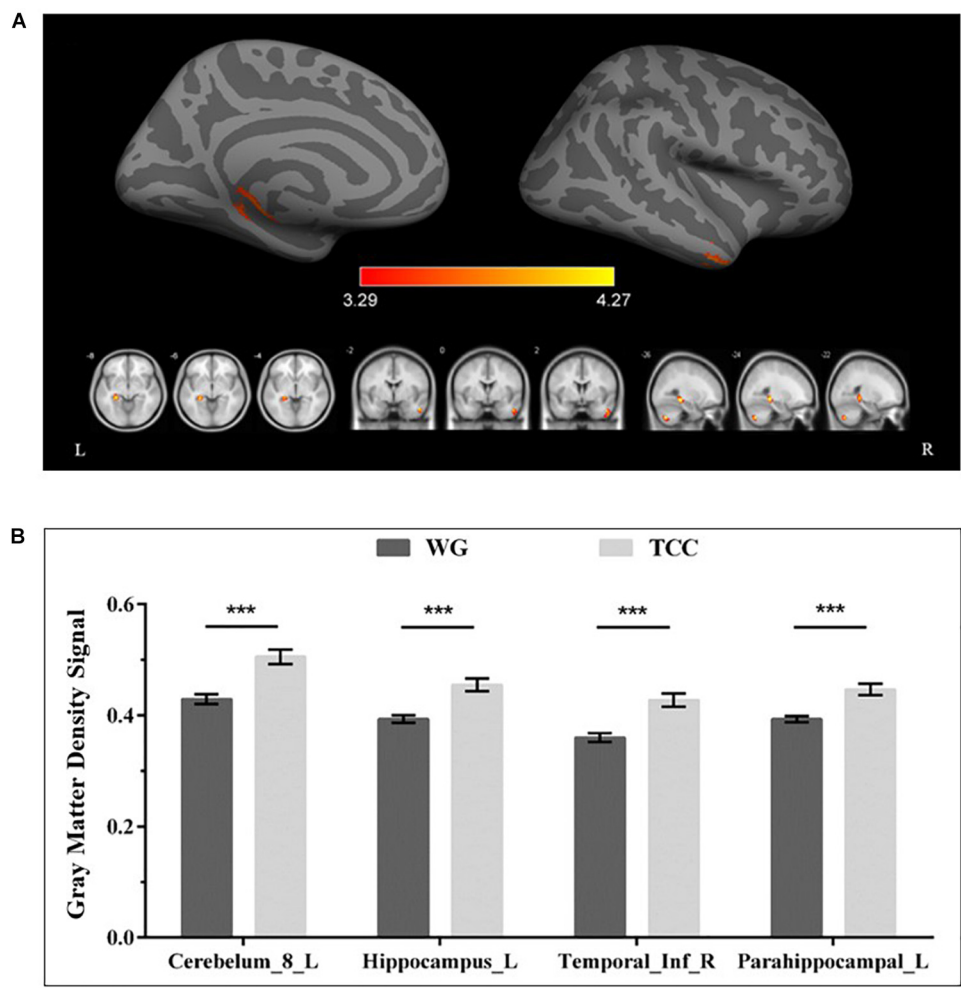 A
3.29 4.27
-8 -6 -4 -2 0 2 -26 -24 -22
L R
B
WG TCC
Gray Matter Density Signal
0.6
0.4
0.2
0.0
*** *** *** ***
Cerebelum_8_L Hippocampus_L Temporal_Inf_R Parahippocampal_L